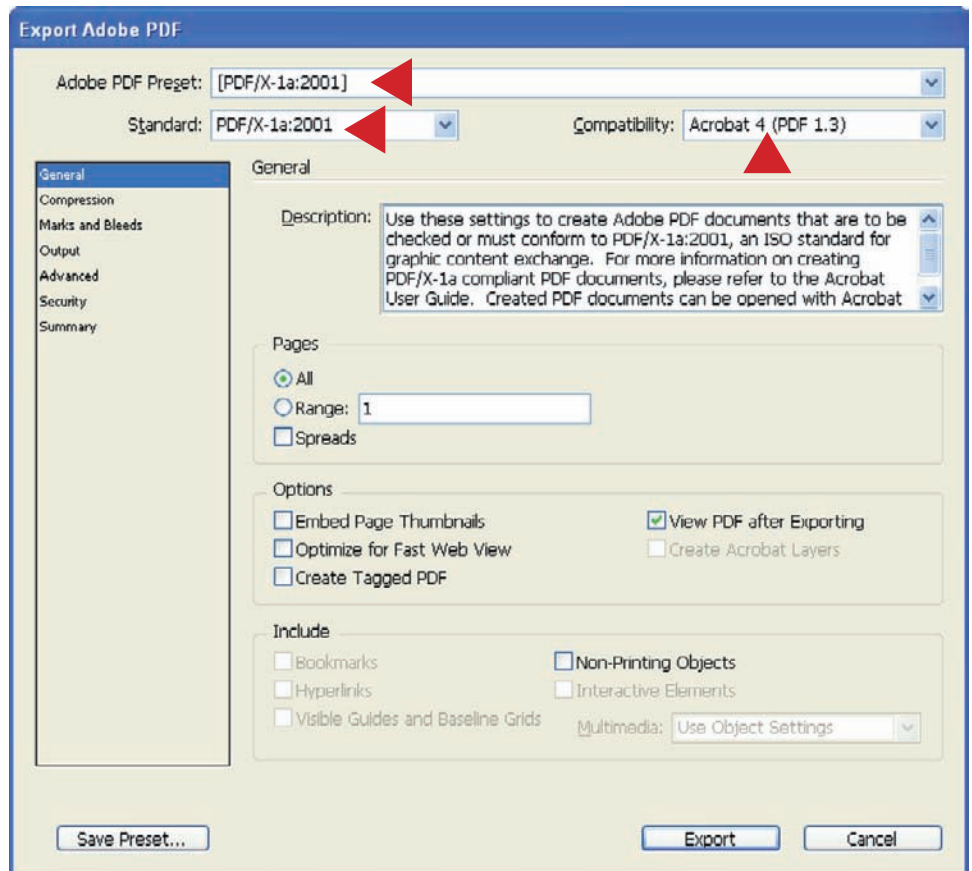 Export Adobe PDF
Adobe PDF Preset: [PDF/X-1a:2001]
Standard: PDF/X-1a:2001 Compatibility: Acrobat 4 (PDF 1.3)
General
Compression
Marks and Bleeds
Output
Advanced
Security
Summary
General
Description: Use these settings to create Adobe PDF documents that are to be
checked or must conform to PDF/X-1a:2001, an ISO standard for
graphic content exchange. For more information on creating
PDF/X-1a compliant PDF documents, please refer to the Acrobat
User Guide. Created PDF documents can be opened with Acrobat
Pages
All
Range: 1
Spreads
Options
Embed Page Thumbnails View PDF after Exporting
Optimize for Fast Web View Create Acrobat Layers
Create Tagged PDF
Include
Bookmarks Non-Printing Objects
Hyperlinks Interactive Elements
Visible Guides and Baseline Grids Multimedia: Use Object Settings
Save Preset... Export Cancel